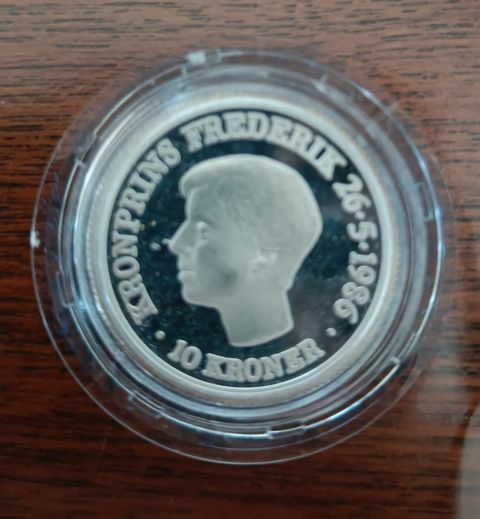 KRONPRINS FREDERIK 26·5·1986
· 10 KRONER ·